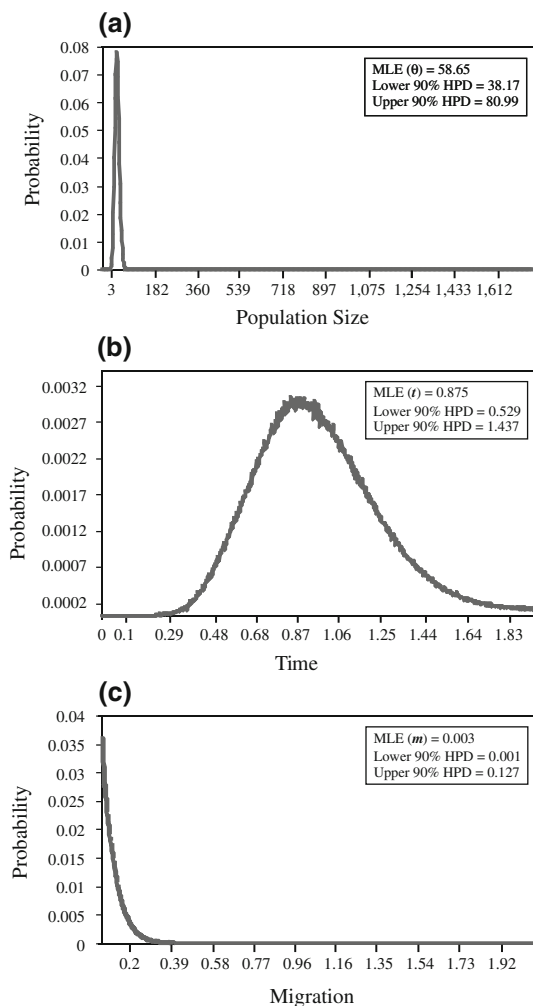 (a)
0.08
0.07
0.06
0.05
0.04
0.03
0.02
0.01
0
Probability
MLE (θ) = 58.65
Lower 90% HPD = 38.17
Upper 90% HPD = 80.99
3 182 360 539 718 897 1,075 1,254 1,433 1,612
Population Size
(b)
0.0032
0.0027
0.0022
0.0017
0.0012
0.0007
0.0002
Probability
MLE (t) = 0.875
Lower 90% HPD = 0.529
Upper 90% HPD = 1.437
0 0.1 0.29 0.48 0.68 0.87 1.06 1.25 1.44 1.64 1.83
Time
(c)
0.04
0.035
0.03
0.025
0.02
0.015
0.01
0.005
0
Probability
MLE (m) = 0.003
Lower 90% HPD = 0.001
Upper 90% HPD = 0.127
0.2 0.39 0.58 0.77 0.96 1.16 1.35 1.54 1.73 1.92
Migration